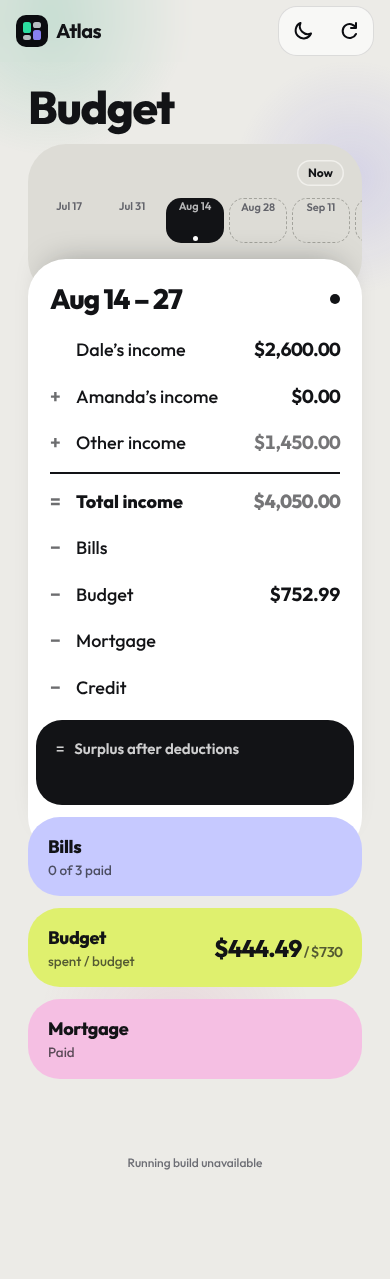 Atlas
Budget
Now
Jul 17 Jul 31 Aug 14 Aug 28 Sep 11
Aug 14 – 27
Dale’s income $2,600.00
+ Amanda’s income $0.00
+ Other income $1,450.00
= Total income $4,050.00
− Bills
− Budget $752.99
− Mortgage
− Credit
= Surplus after deductions
Bills
0 of 3 paid
Budget
spent / budget
$444.49 / $730
Mortgage
Paid
Running build unavailable